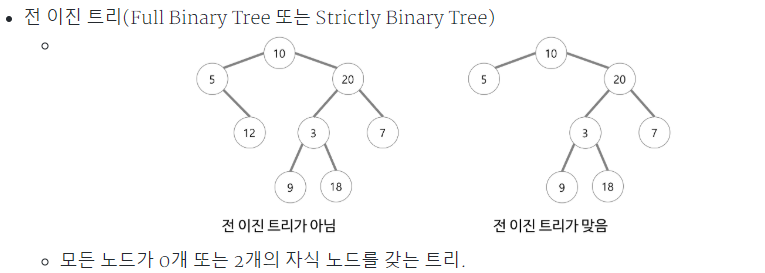 전 이진 트리(Full Binary Tree 또는 Strictly Binary Tree)
10 10
5 20 5 20
12 3 7 3 7
9 18 9 18
전 이진 트리가 아님 전 이진 트리가 맞음
모든 노드가 0개 또는 2개의 자식 노드를 갖는 트리.